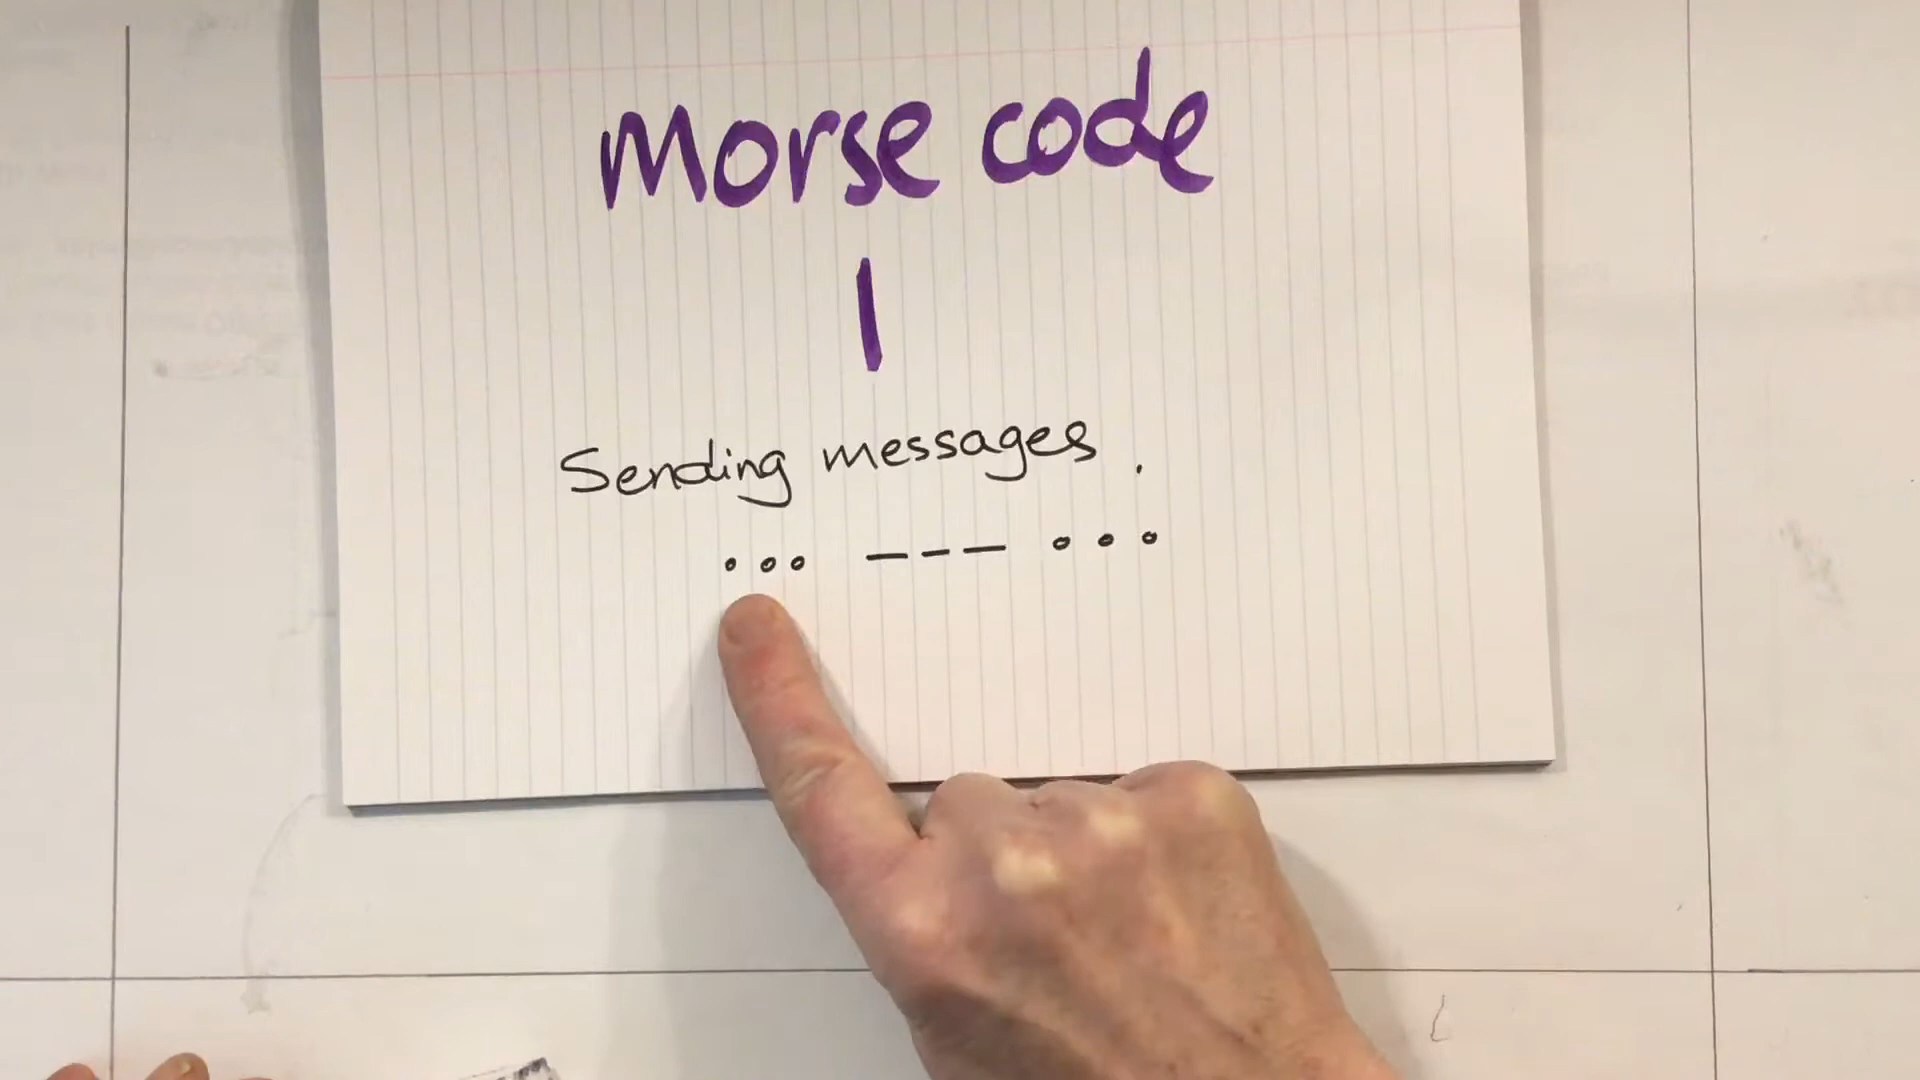 Morse code
1
Sending messages.
... --- ...